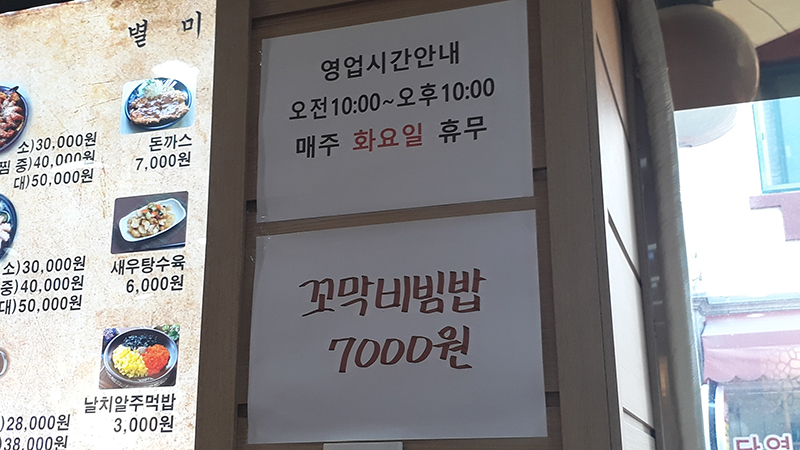 별 미
소)30,000원
찜 중)40,000원
대)50,000원
돈까스
7,000원
소)30,000원
중)40,000원
대)50,000원
새우탕수육
6,000원
날치알주먹밥
3,000원
)28,000원
)38,000원
영업시간안내
오전10:00~오후10:00
매주 화요일 휴무
꼬막비빔밥
7000원